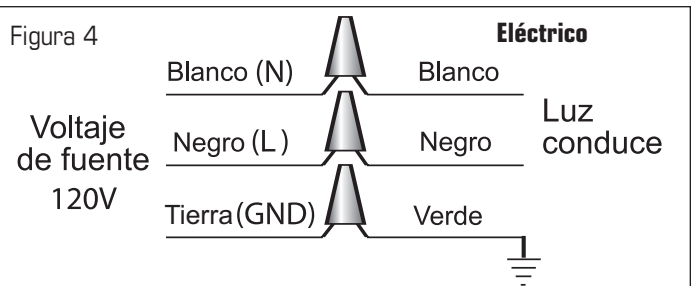 Figura 4
Eléctrico
Blanco (N)
Blanco
Voltaje
de fuente
120V
Negro (L)
Negro
Luz
conduce
Tierra (GND)
Verde